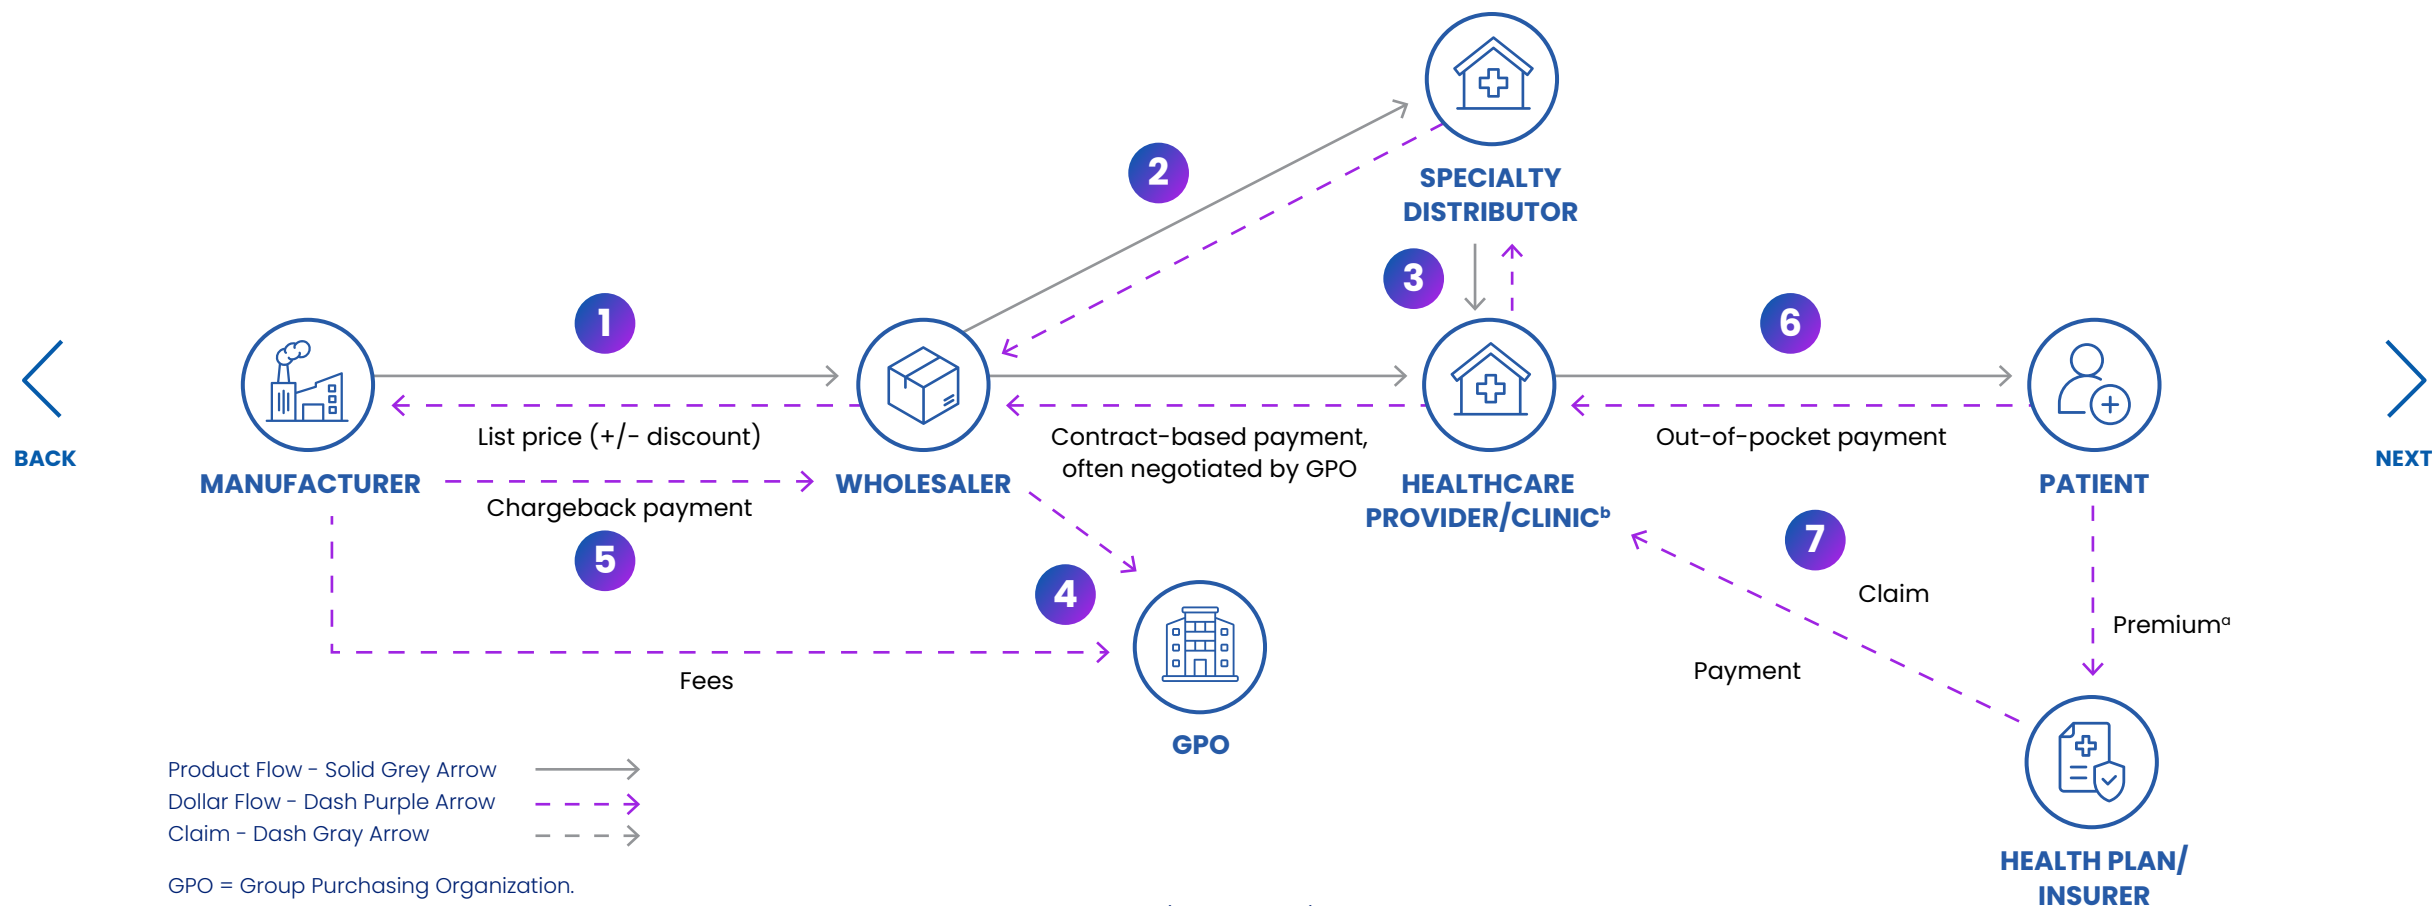 2
SPECIALTY
DISTRIBUTOR
3
1
6
List price (+/- discount)
Contract-based payment,
often negotiated by GPO
Out-of-pocket payment
BACK
NEXT
MANUFACTURER
WHOLESALER
HEALTHCARE
PROVIDER/CLINICᵇ
PATIENT
Chargeback payment
5
7
4
Claim
Premiumᵃ
Payment
Fees
GPO
Product Flow - Solid Grey Arrow
Dollar Flow - Dash Purple Arrow
Claim - Dash Gray Arrow
GPO = Group Purchasing Organization.
HEALTH PLAN/
INSURER